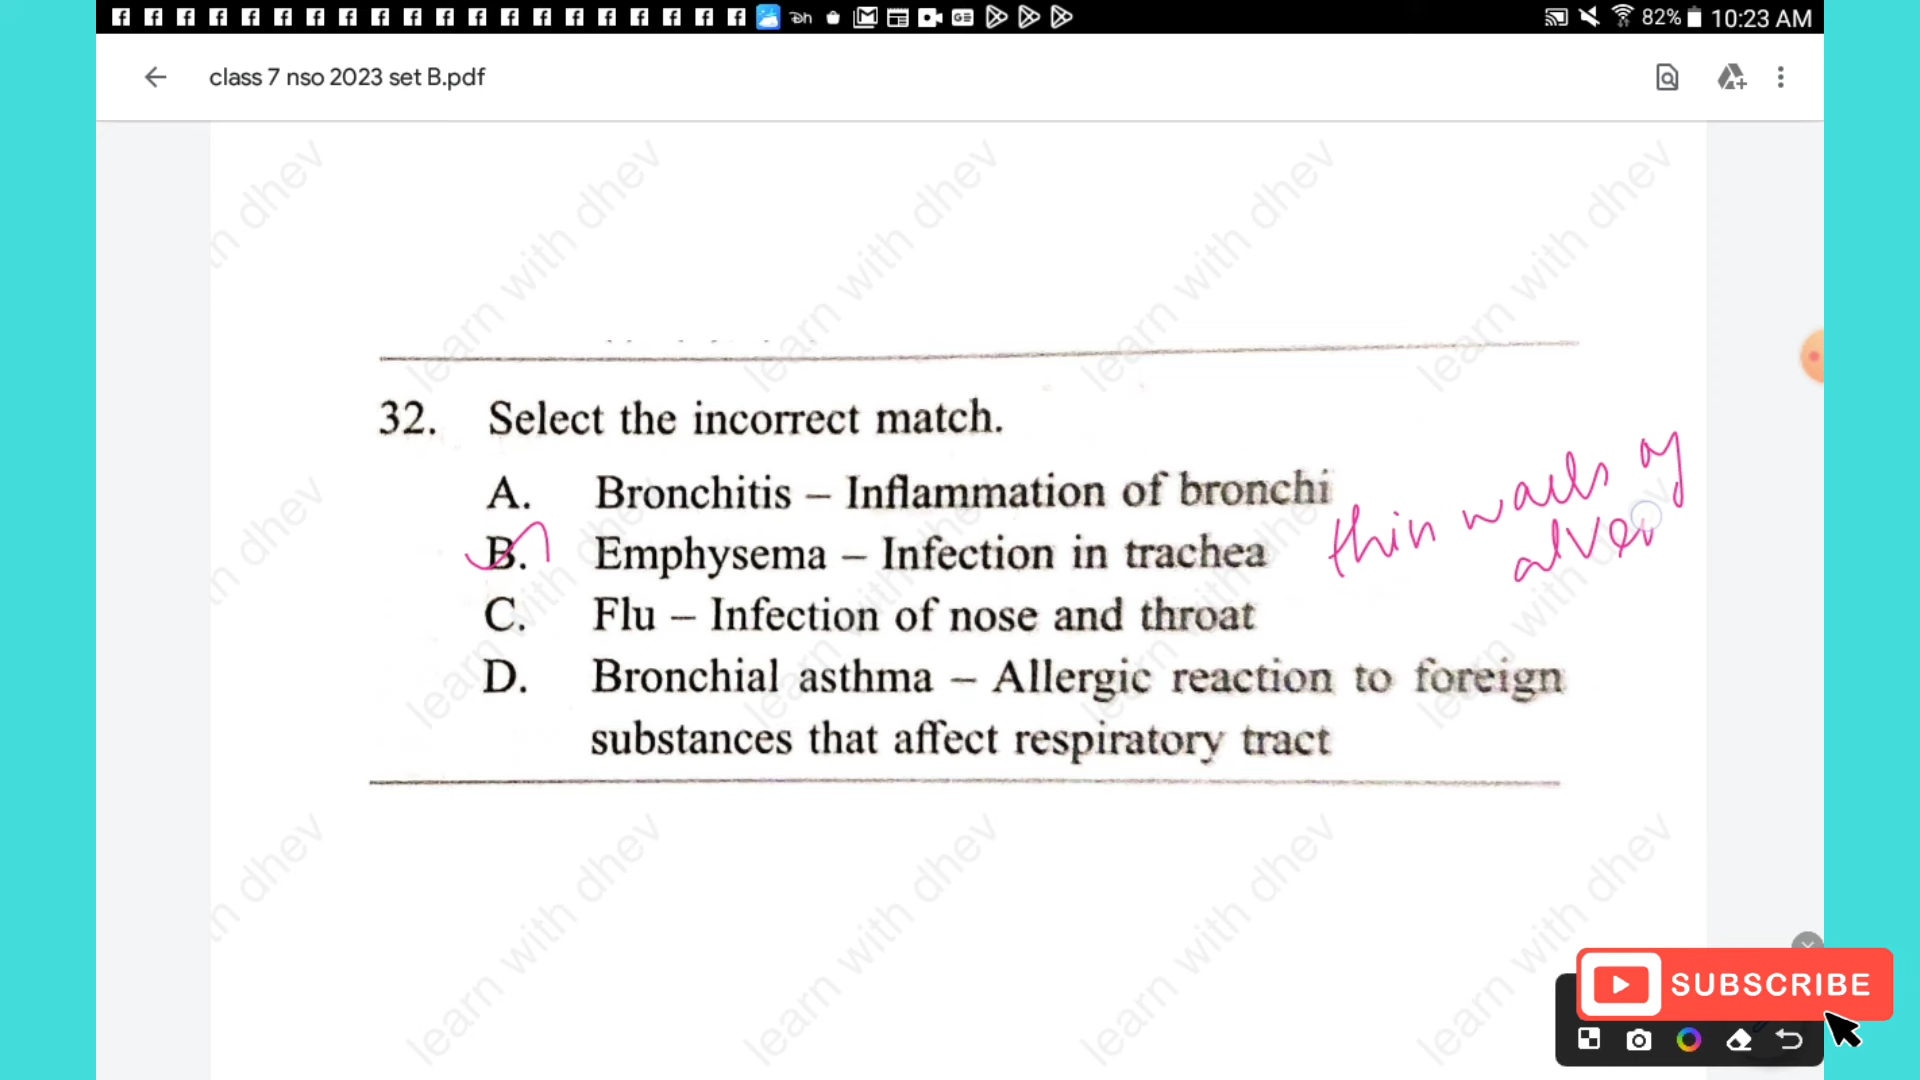 82% 10:23 AM
class 7 nso 2023 set B.pdf
learn with dhev
32. Select the incorrect match.
A. Bronchitis – Inflammation of bronchi
B. Emphysema – Infection in trachea
thin walls of
alveo
C. Flu – Infection of nose and throat
D. Bronchial asthma – Allergic reaction to foreign
substances that affect respiratory tract
SUBSCRIBE